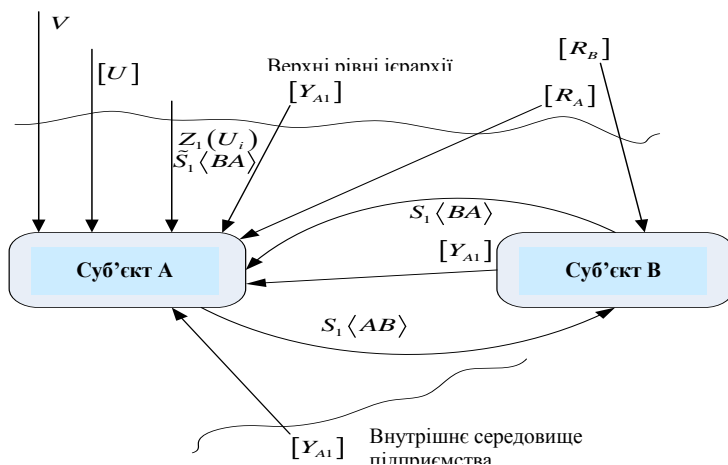 V
[U]
Верхні рівні ієрархії
[Y_{A1}]
[R_B]
[R_A]
Z_1(U_i)
S̃_1⟨BA⟩
S_1⟨BA⟩
[Y_{A1}]
Суб’єкт А
Суб’єкт В
S_1⟨AB⟩
[Y_{A1}]
Внутрішнє середовище
підприємства